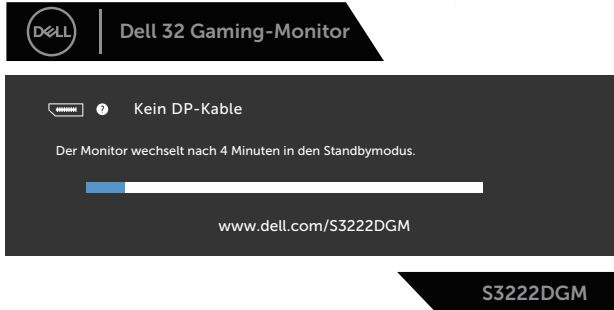 DELL
Dell 32 Gaming-Monitor
? Kein DP-Kable
Der Monitor wechselt nach 4 Minuten in den Standbymodus.
www.dell.com/S3222DGM
S3222DGM